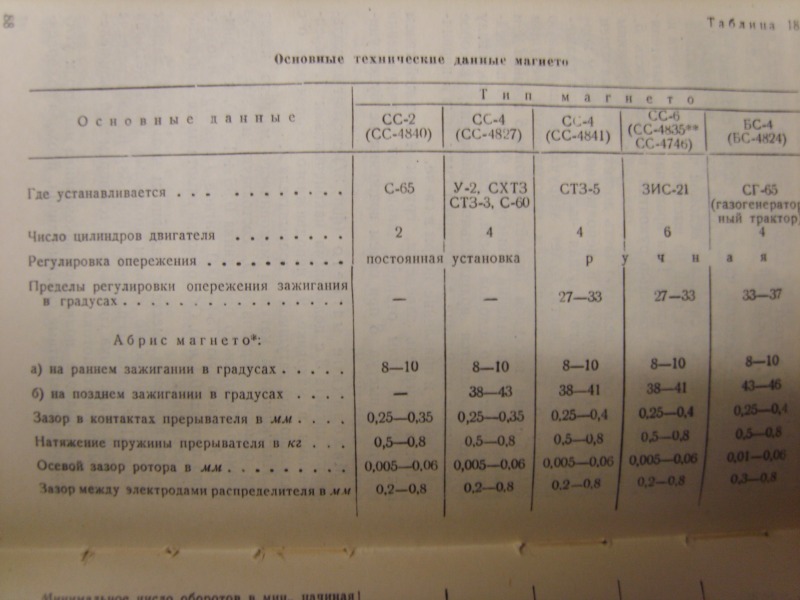 Таблица 18
Основные технические данные магнето
Основные данные
Тип магнето
СС-2 (СС-4840)
СС-4 (СС-4827)
СС-4 (СС-4841)
СС-6 (СС-4835** СС-4746)
БС-4 (БС-4824)
Где устанавливается . . . С-65 У-2, СХТЗ СТЗ-3, С-60 СТЗ-5 ЗИС-21 СГ-65 (газогенераторный трактор)
Число цилиндров двигателя . . . 2 4 4 6 4
Регулировка опережения . . . постоянная установка ручная
Пределы регулировки опережения зажигания
в градусах . . . — — 27—33 27—33 33—37
Абрис магнето*:
а) на раннем зажигании в градусах . . . 8—10 8—10 8—10 8—10 8—10
б) на позднем зажигании в градусах . . . — 38—43 38—41 38—41 43—46
Зазор в контактах прерывателя в мм . . . 0,25—0,35 0,25—0,35 0,25—0,4 0,25—0,4 0,25—0,4
Натяжение пружины прерывателя в кг . . . 0,5—0,8 0,5—0,8 0,5—0,8 0,5—0,8 0,5—0,8
Осевой зазор ротора в мм . . . 0,005—0,06 0,005—0,06 0,005—0,06 0,005—0,06 0,01—0,06
Зазор между электродами распределителя в мм 0,2—0,8 0,2—0,8 0,2—0,8 0,2—0,8 0,3—0,8
Минимальное число оборотов в мин. начиная